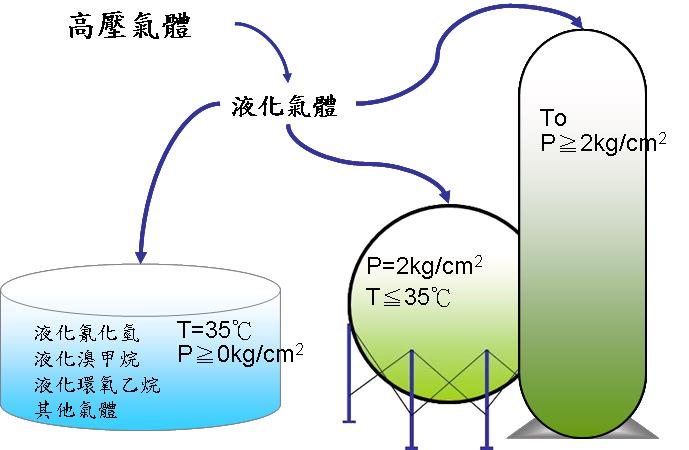 高壓氣體
液化氣體
To
P≧2kg/cm2
P=2kg/cm2
T≦35℃
液化氰化氫
液化溴甲烷
液化環氧乙烷
其他氣體
T=35℃
P≧0kg/cm2